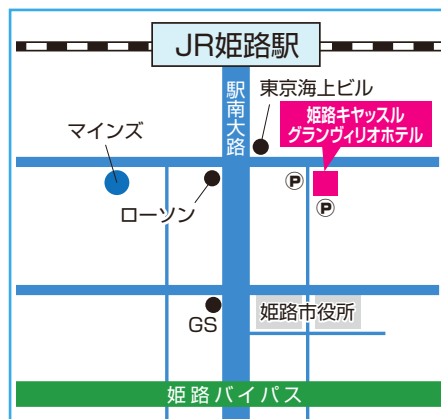 JR姫路駅
駅南大路
東京海上ビル
姫路キャッスル
グランヴィリオホテル
マインズ
P
P
ローソン
GS
姫路市役所
姫路バイパス